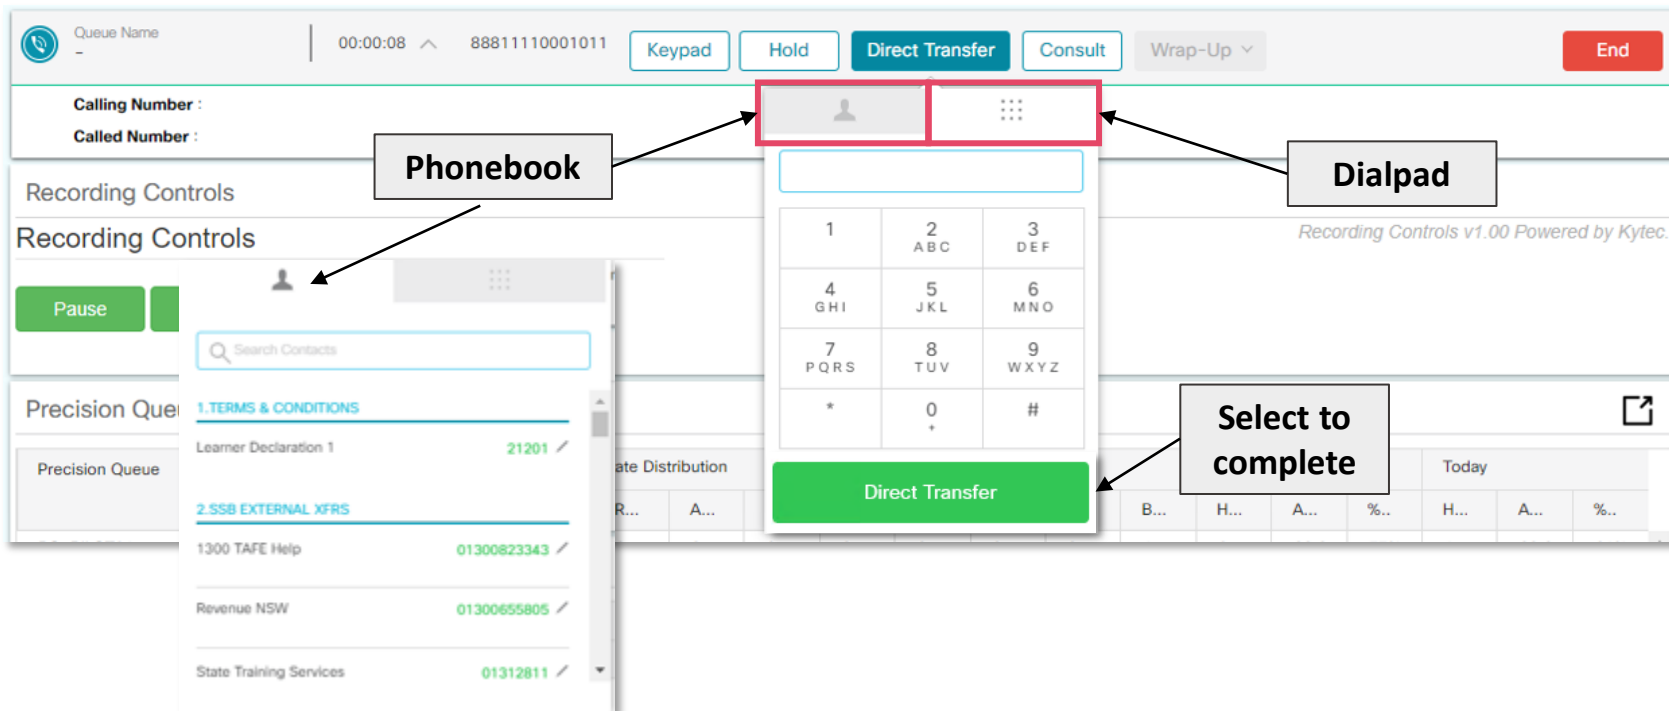 Queue Name
-
00:00:08
88811110001011
Keypad
Hold
Direct Transfer
Consult
Wrap-Up
End
Calling Number :
Called Number :
Phonebook
Dialpad
Recording Controls
Recording Controls
Recording Controls v1.00 Powered by Kytec.
Pause
1
2
ABC
3
DEF
4
GHI
5
JKL
6
MNO
7
PQRS
8
TUV
9
WXYZ
*
0
+
#
Direct Transfer
Select to
complete
Search Contacts
1.TERMS & CONDITIONS
Learner Declaration 1 21201
2.SSB EXTERNAL XFRS
1300 TAFE Help 01300823343
Revenue NSW 01300655805
State Training Services 01312811
Precision Que
Precision Queue
ate Distribution
Today
R... A... B... H... A... %.. H... A... %..